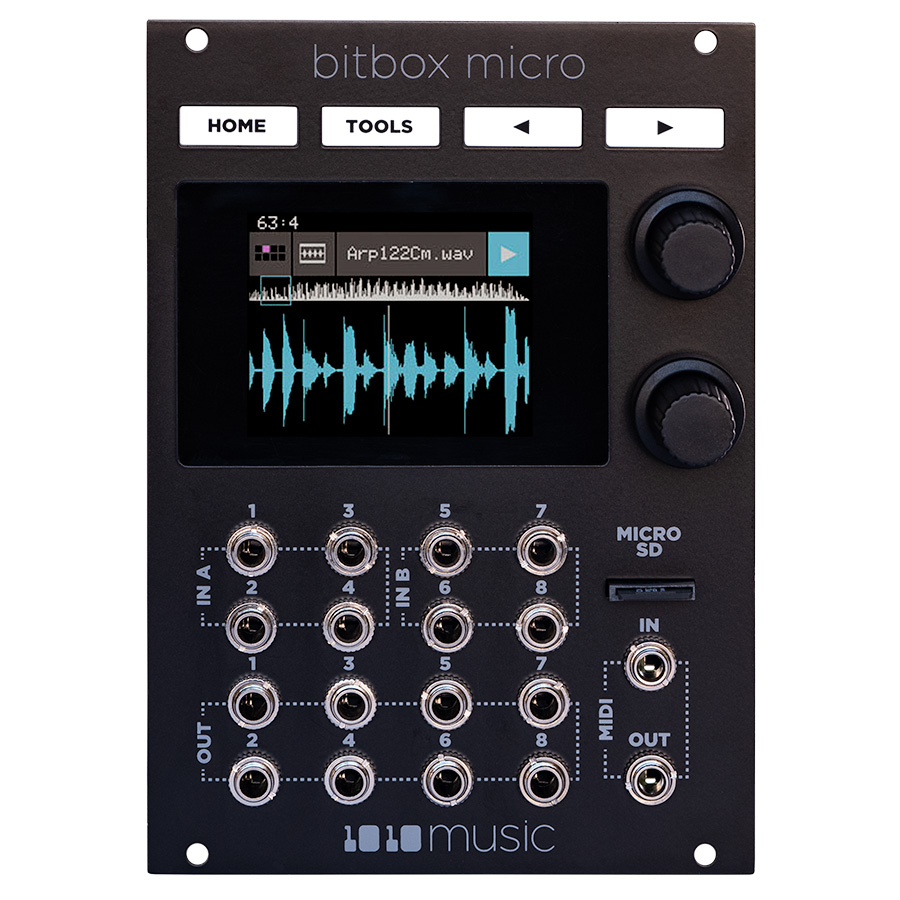 bitbox micro
HOME TOOLS ◀ ▶
63:4
Arp122Cm.wav
1 3 5 7
MICRO
SD
IN A
IN B
2 4 6 8
IN
1 3 5 7
MIDI
OUT
2 4 6 8
OUT
1010music